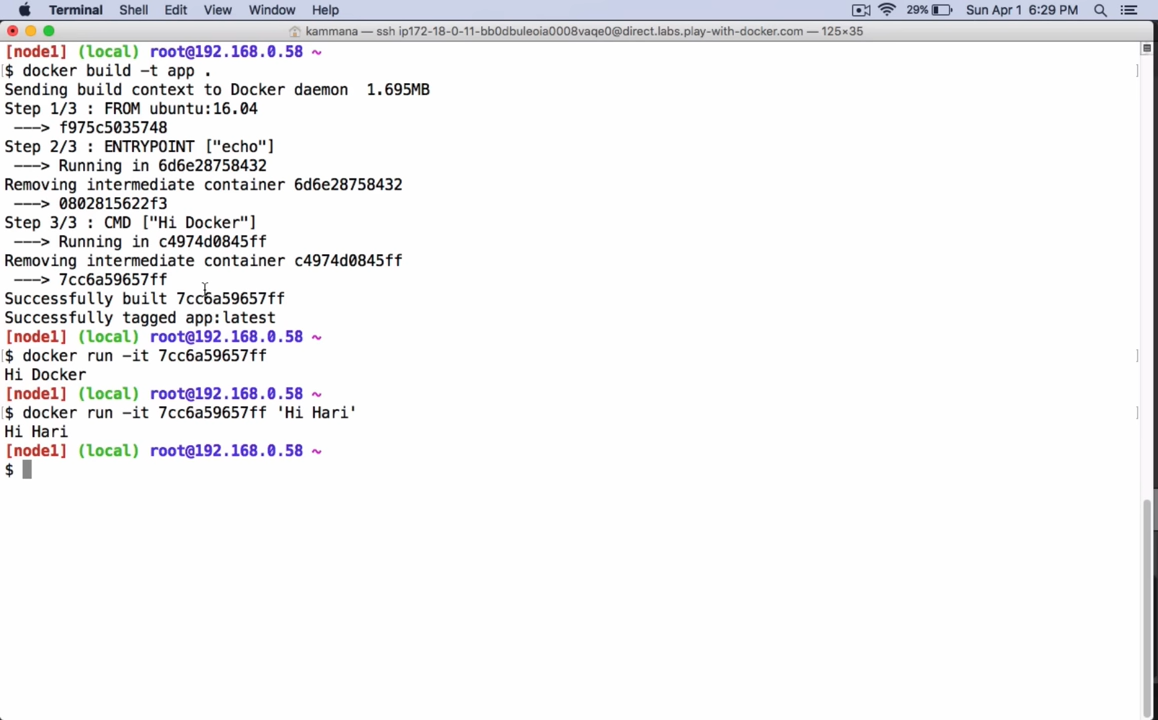 Terminal Shell Edit View Window Help 29% Sun Apr 1 6:29 PM
kammana — ssh ip172-18-0-11-bb0dbuleoia0008vaqe0@direct.labs.play-with-docker.com — 125×35
[node1] (local) root@192.168.0.58 ~
$ docker build -t app .
Sending build context to Docker daemon  1.695MB
Step 1/3 : FROM ubuntu:16.04
 ---> f975c5035748
Step 2/3 : ENTRYPOINT ["echo"]
 ---> Running in 6d6e28758432
Removing intermediate container 6d6e28758432
 ---> 0802815622f3
Step 3/3 : CMD ["Hi Docker"]
 ---> Running in c4974d0845ff
Removing intermediate container c4974d0845ff
 ---> 7cc6a59657ff
Successfully built 7cc6a59657ff
Successfully tagged app:latest
[node1] (local) root@192.168.0.58 ~
$ docker run -it 7cc6a59657ff
Hi Docker
[node1] (local) root@192.168.0.58 ~
$ docker run -it 7cc6a59657ff 'Hi Hari'
Hi Hari
[node1] (local) root@192.168.0.58 ~
$